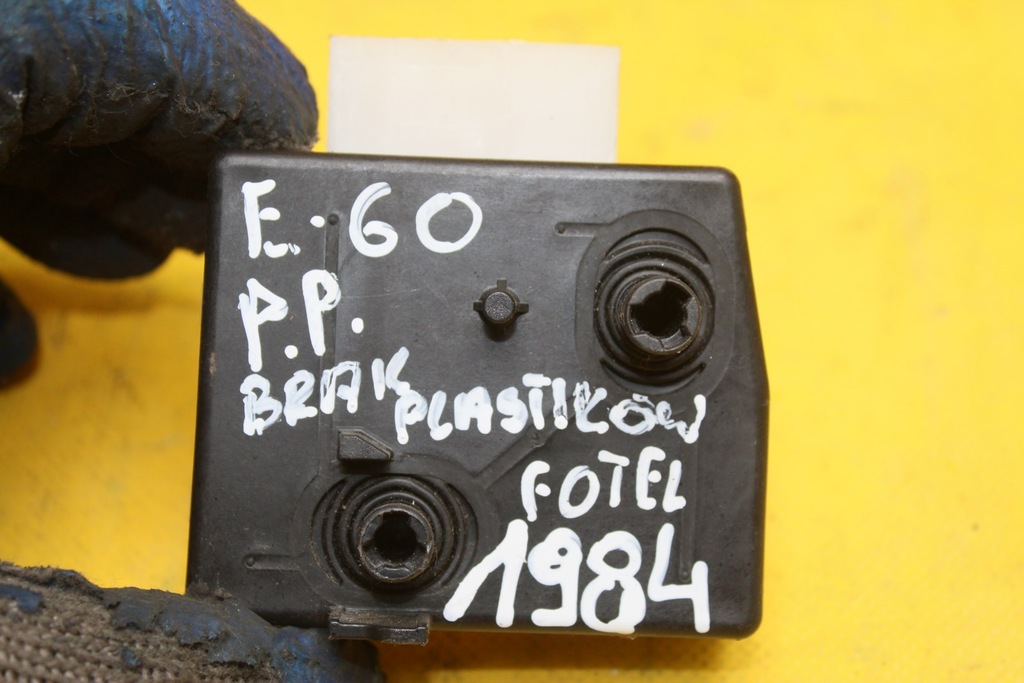 E.60
P.P.
BRAK PLASTIKÓW
FOTEL
1984